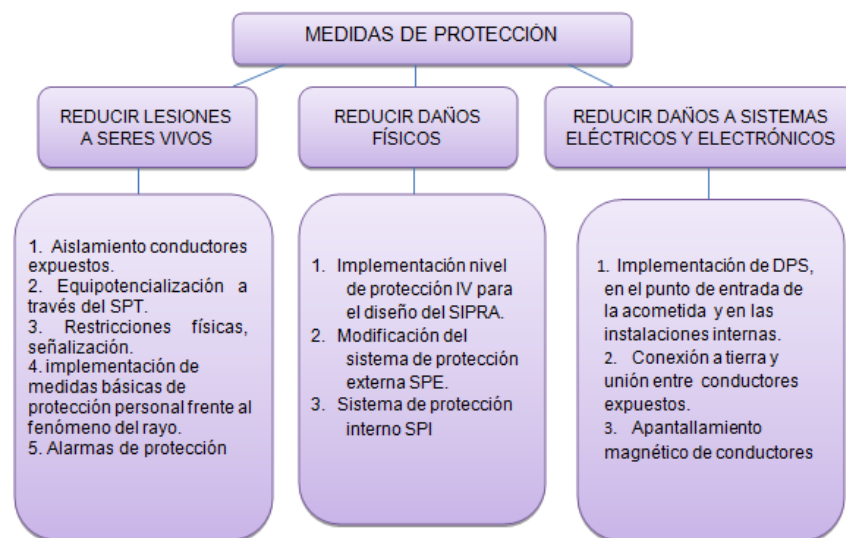 MEDIDAS DE PROTECCIÓN
REDUCIR LESIONES
A SERES VIVOS
REDUCIR DAÑOS
FÍSICOS
REDUCIR DAÑOS A SISTEMAS
ELÉCTRICOS Y ELECTRÓNICOS
1. Aislamiento conductores
expuestos.
2. Equipotencialización a
través del SPT.
3. Restricciones físicas,
señalización.
4. implementación de
medidas básicas de
protección personal frente al
fenómeno del rayo.
5. Alarmas de protección
1. Implementación nivel
de protección IV para
el diseño del SIPRA.
2. Modificación del
sistema de protección
externa SPE.
3. Sistema de protección
interno SPI
1. Implementación de DPS,
en el punto de entrada de
la acometida y en las
instalaciones internas.
2. Conexión a tierra y
unión entre conductores
expuestos.
3. Apantallamiento
magnético de conductores